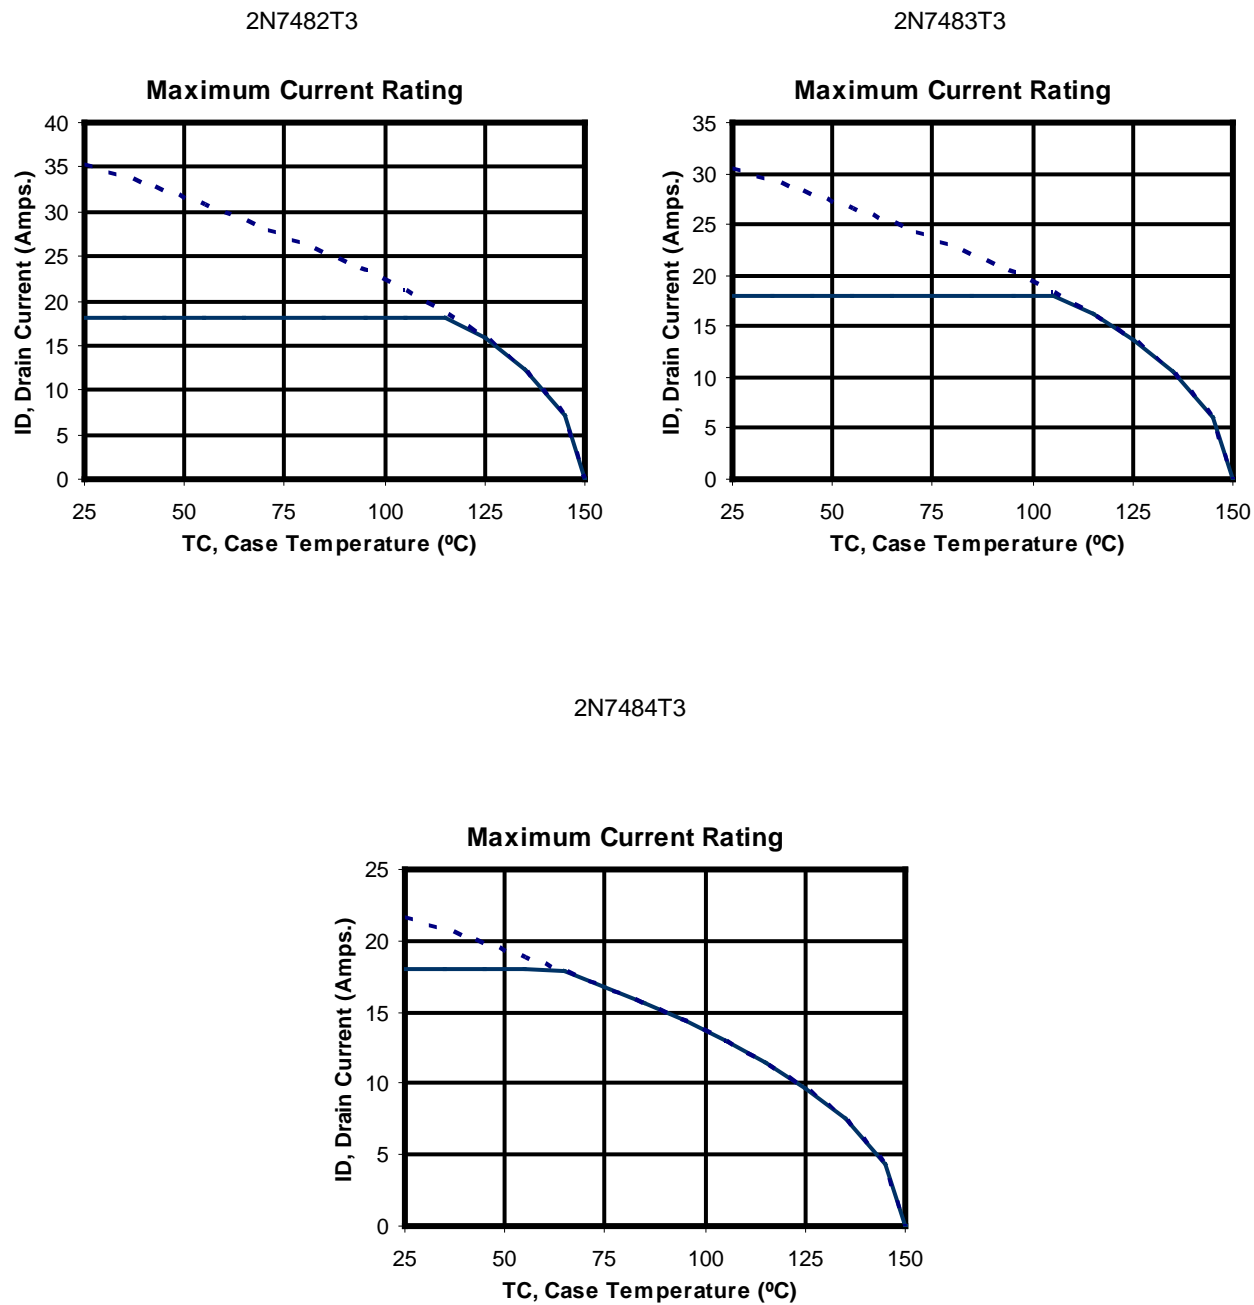 2N7482T3
2N7483T3
Maximum Current Rating
ID, Drain Current (Amps.)
40
35
30
25
20
15
10
5
0
25 50 75 100 125 150
TC, Case Temperature (ºC)
Maximum Current Rating
ID, Drain Current (Amps.)
35
30
25
20
15
10
5
0
25 50 75 100 125 150
TC, Case Temperature (ºC)
2N7484T3
Maximum Current Rating
ID, Drain Current (Amps.)
25
20
15
10
5
0
25 50 75 100 125 150
TC, Case Temperature (ºC)